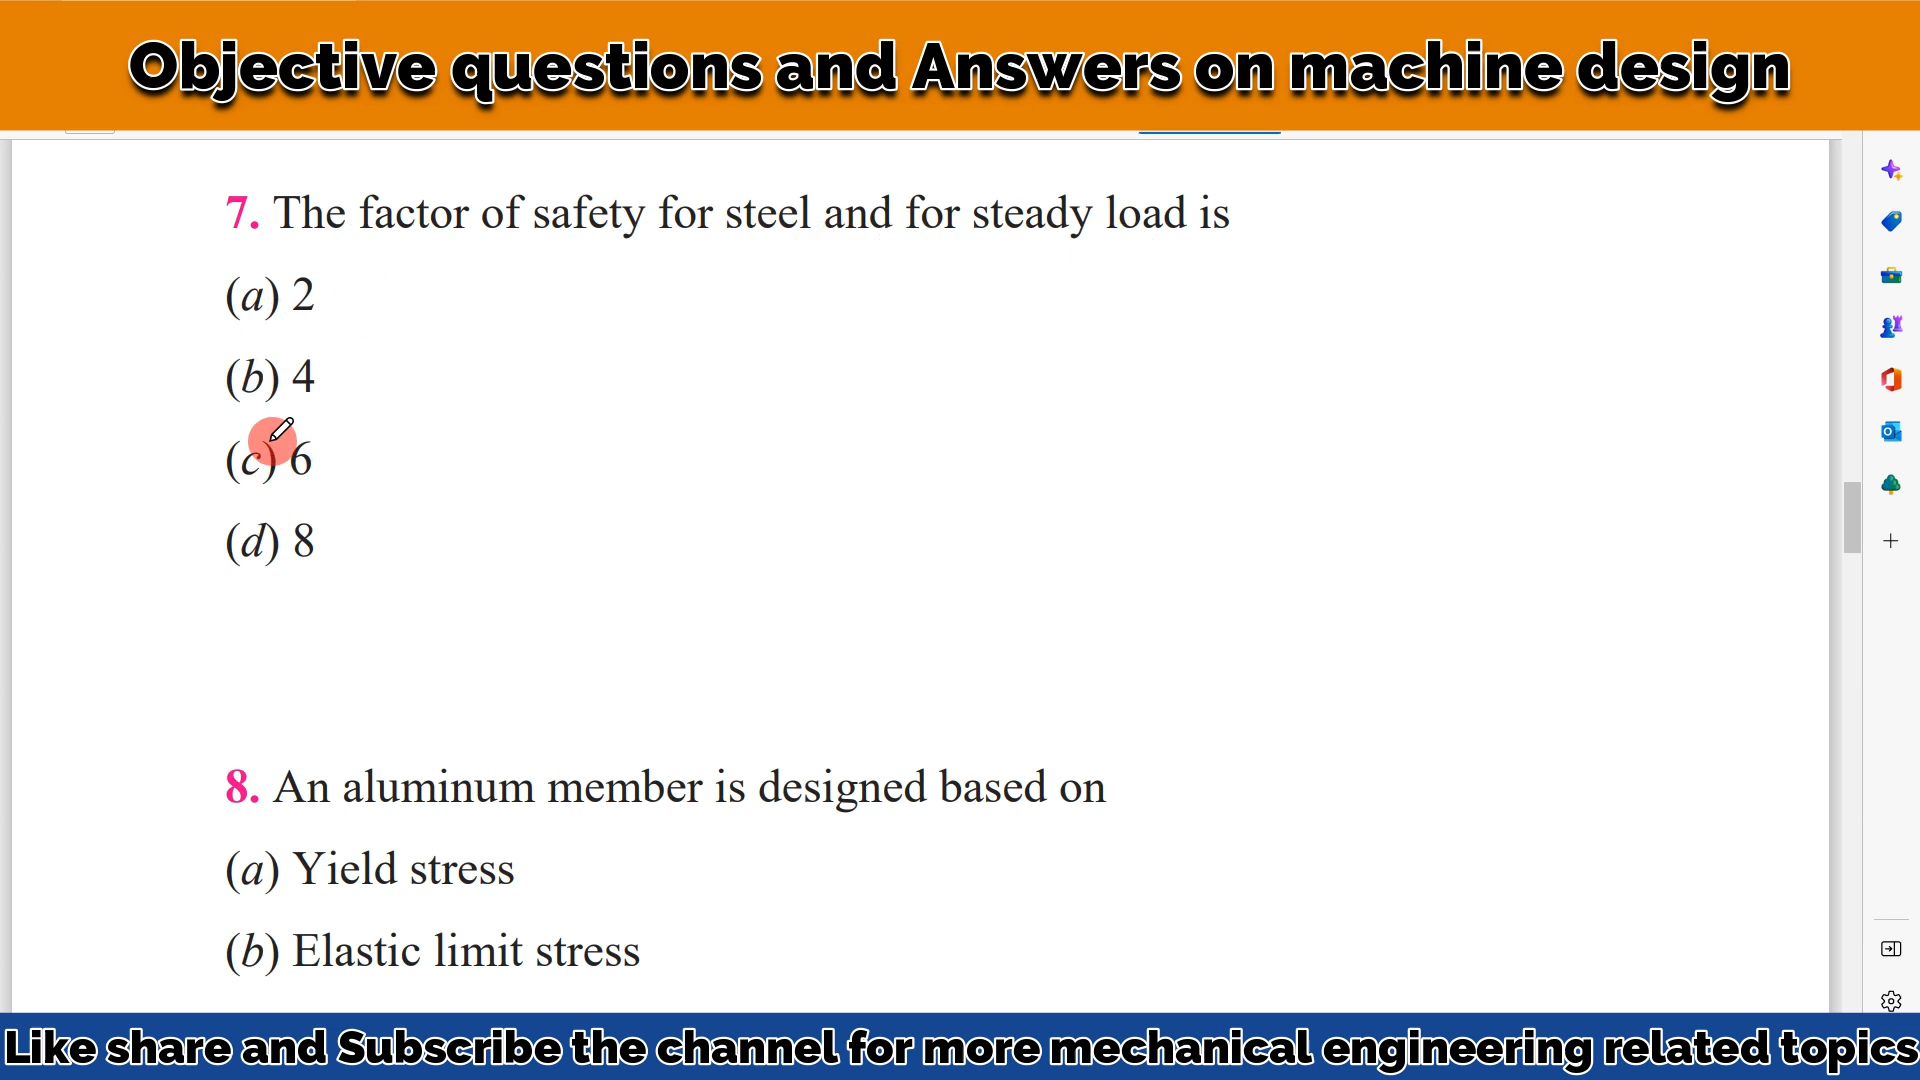 Objective questions and Answers on machine design
7. The factor of safety for steel and for steady load is
(a) 2
(b) 4
(c) 6
(d) 8
8. An aluminum member is designed based on
(a) Yield stress
(b) Elastic limit stress
Like share and Subscribe the channel for more mechanical engineering related topics